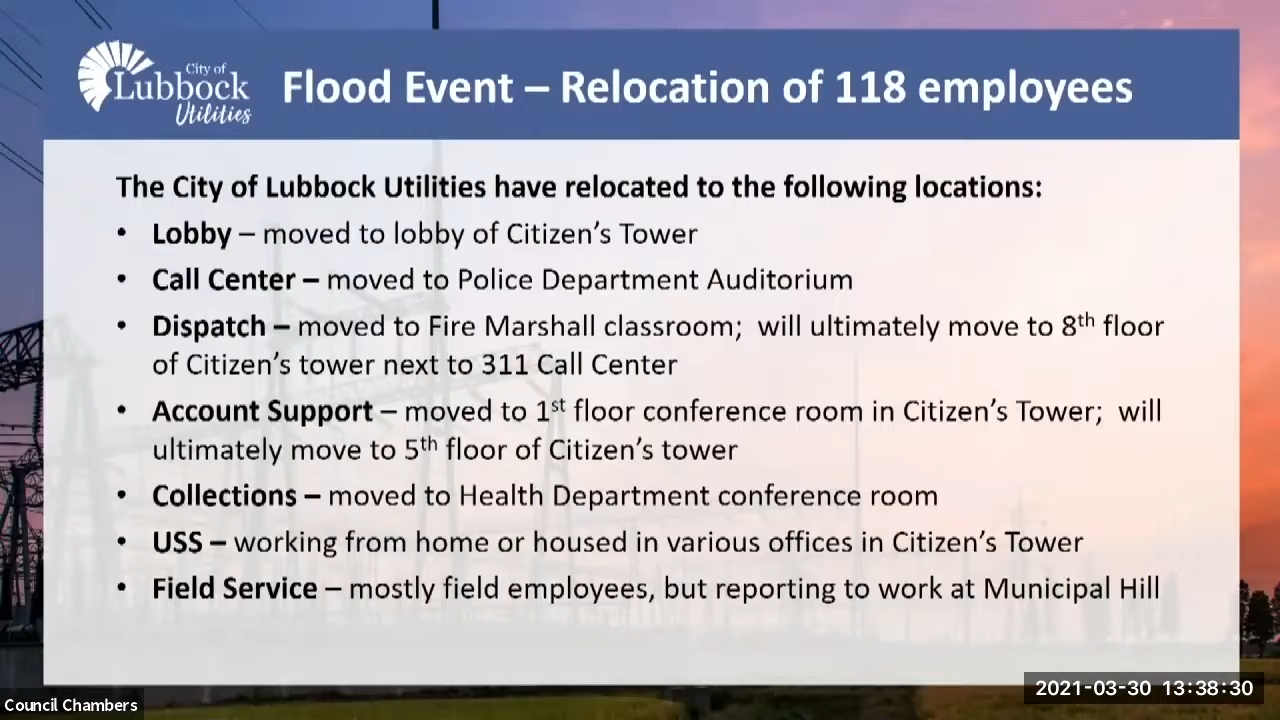 City of
Lubbock
Utilities
Flood Event – Relocation of 118 employees
The City of Lubbock Utilities have relocated to the following locations:
• Lobby – moved to lobby of Citizen's Tower
• Call Center – moved to Police Department Auditorium
• Dispatch – moved to Fire Marshall classroom;  will ultimately move to 8th floor
of Citizen's tower next to 311 Call Center
• Account Support – moved to 1st floor conference room in Citizen's Tower;  will
ultimately move to 5th floor of Citizen's tower
• Collections – moved to Health Department conference room
• USS – working from home or housed in various offices in Citizen's Tower
• Field Service – mostly field employees, but reporting to work at Municipal Hill
2021-03-30 13:38:30
Council Chambers